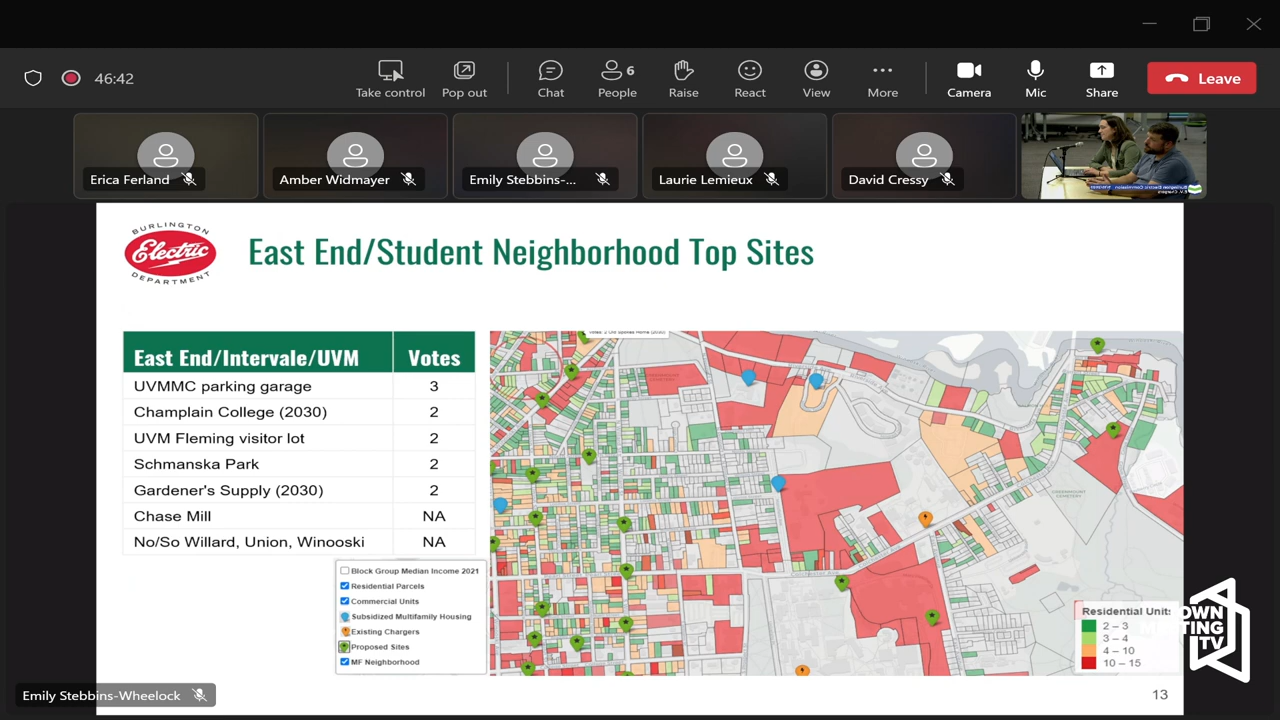 46:42
Take control
Pop out
Chat
People
6
Raise
React
View
More
Camera
Mic
Share
Leave
Erica Ferland
Amber Widmayer
Emily Stebbins-...
Laurie Lemieux
David Cressy
BURLINGTON
Electric
DEPARTMENT
East End/Student Neighborhood Top Sites
East End/Intervale/UVM Votes
UVMMC parking garage 3
Champlain College (2030) 2
UVM Fleming visitor lot 2
Schmanska Park 2
Gardener's Supply (2030) 2
Chase Mill NA
No/So Willard, Union, Winooski NA
Block Group Median Income 2021
Residential Parcels
Commercial Units
Subsidized Multifamily Housing
Existing Chargers
Proposed Sites
MF Neighborhood
Residential Units
2 – 3
3 – 4
4 – 10
10 – 15
TOWN
MEETING
TV
13
Emily Stebbins-Wheelock